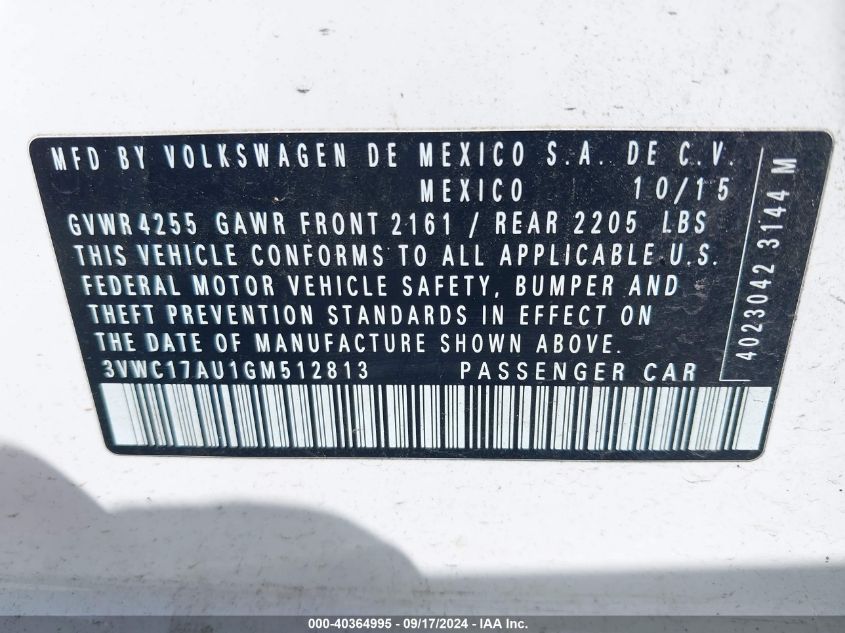 MFD BY VOLKSWAGEN DE MEXICO S.A. DE C.V.
MEXICO 10/15
GVWR 4255 GAWR FRONT 2161 / REAR 2205 LBS
THIS VEHICLE CONFORMS TO ALL APPLICABLE U.S.
FEDERAL MOTOR VEHICLE SAFETY, BUMPER AND
THEFT PREVENTION STANDARDS IN EFFECT ON
THE DATE OF MANUFACTURE SHOWN ABOVE.
3VWC17AU1GM512813 PASSENGER CAR
4023042 3144 M
000-40364995 - 09/17/2024 - IAA Inc.